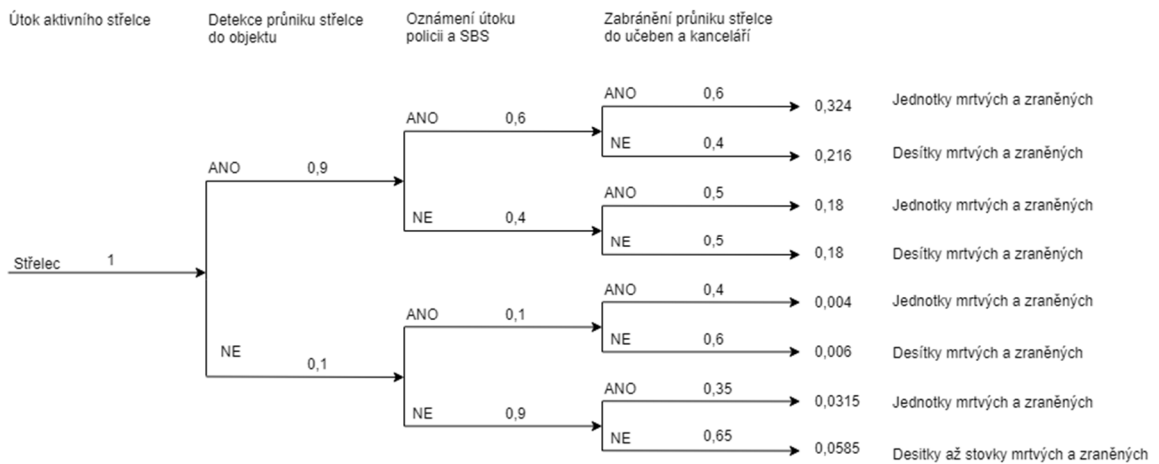 Útok aktivního střelce
Detekce průniku střelce
do objektu
Oznámení útoku
policii a SBS
Zabránění průniku střelce
do učeben a kanceláří
ANO 0,6 0,324 Jednotky mrtvých a zraněných
ANO 0,6
NE 0,4 0,216 Desítky mrtvých a zraněných
ANO 0,9
ANO 0,5 0,18 Jednotky mrtvých a zraněných
NE 0,4
NE 0,5 0,18 Desítky mrtvých a zraněných
Střelec 1
ANO 0,4 0,004 Jednotky mrtvých a zraněných
ANO 0,1
NE 0,6 0,006 Desítky mrtvých a zraněných
NE 0,1
ANO 0,35 0,0315 Jednotky mrtvých a zraněných
NE 0,9
NE 0,65 0,0585 Desitky až stovky mrtvých a zraněných